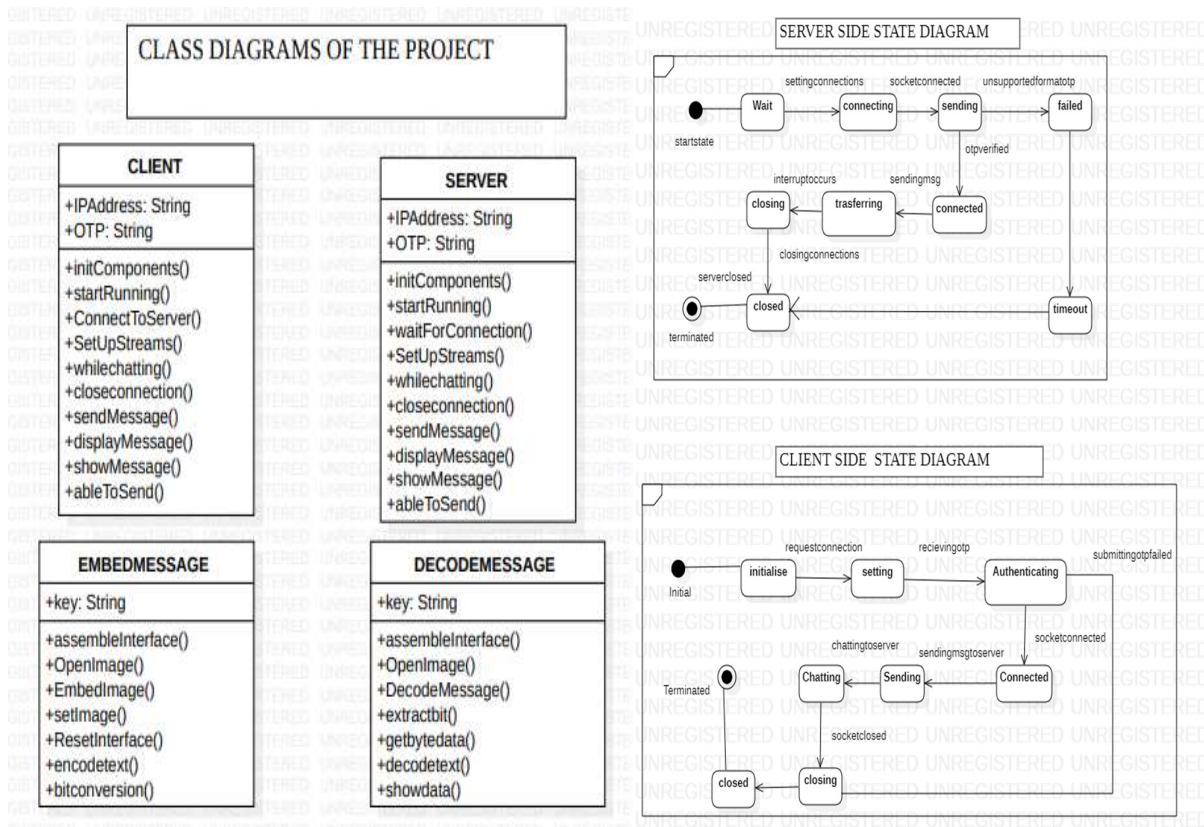 CLASS DIAGRAMS OF THE PROJECT
CLIENT
+IPAddress: String
+OTP: String
+initComponents()
+startRunning()
+ConnectToServer()
+SetUpStreams()
+whilechatting()
+closeconnection()
+sendMessage()
+displayMessage()
+showMessage()
+ableToSend()
SERVER
+IPAddress: String
+OTP: String
+initComponents()
+startRunning()
+waitForConnection()
+SetUpStreams()
+whilechatting()
+closeconnection()
+sendMessage()
+displayMessage()
+showMessage()
+ableToSend()
EMBEDMESSAGE
+key: String
+assembleInterface()
+OpenImage()
+EmbedImage()
+setImage()
+ResetInterface()
+encodetext()
+bitconversion()
DECODEMESSAGE
+key: String
+assembleInterface()
+OpenImage()
+DecodeMessage()
+extractbit()
+getbytedata()
+decodetext()
+showdata()
SERVER SIDE STATE DIAGRAM
settingconnections socketconnected unsupportedformatotp
Wait connecting sending failed
startstate
otpverified
interruptoccurs sendingmsg
closing trasferring connected
closingconnections
serverclosed
closed timeout
terminated
CLIENT SIDE STATE DIAGRAM
requestconnection recievingotp submittingotpfailed
initialise setting Authenticating
Initial
socketconnected
chattingtoserver sendingmsgtoserver
Terminated Chatting Sending Connected
socketclosed
closed closing
UNREGISTERED